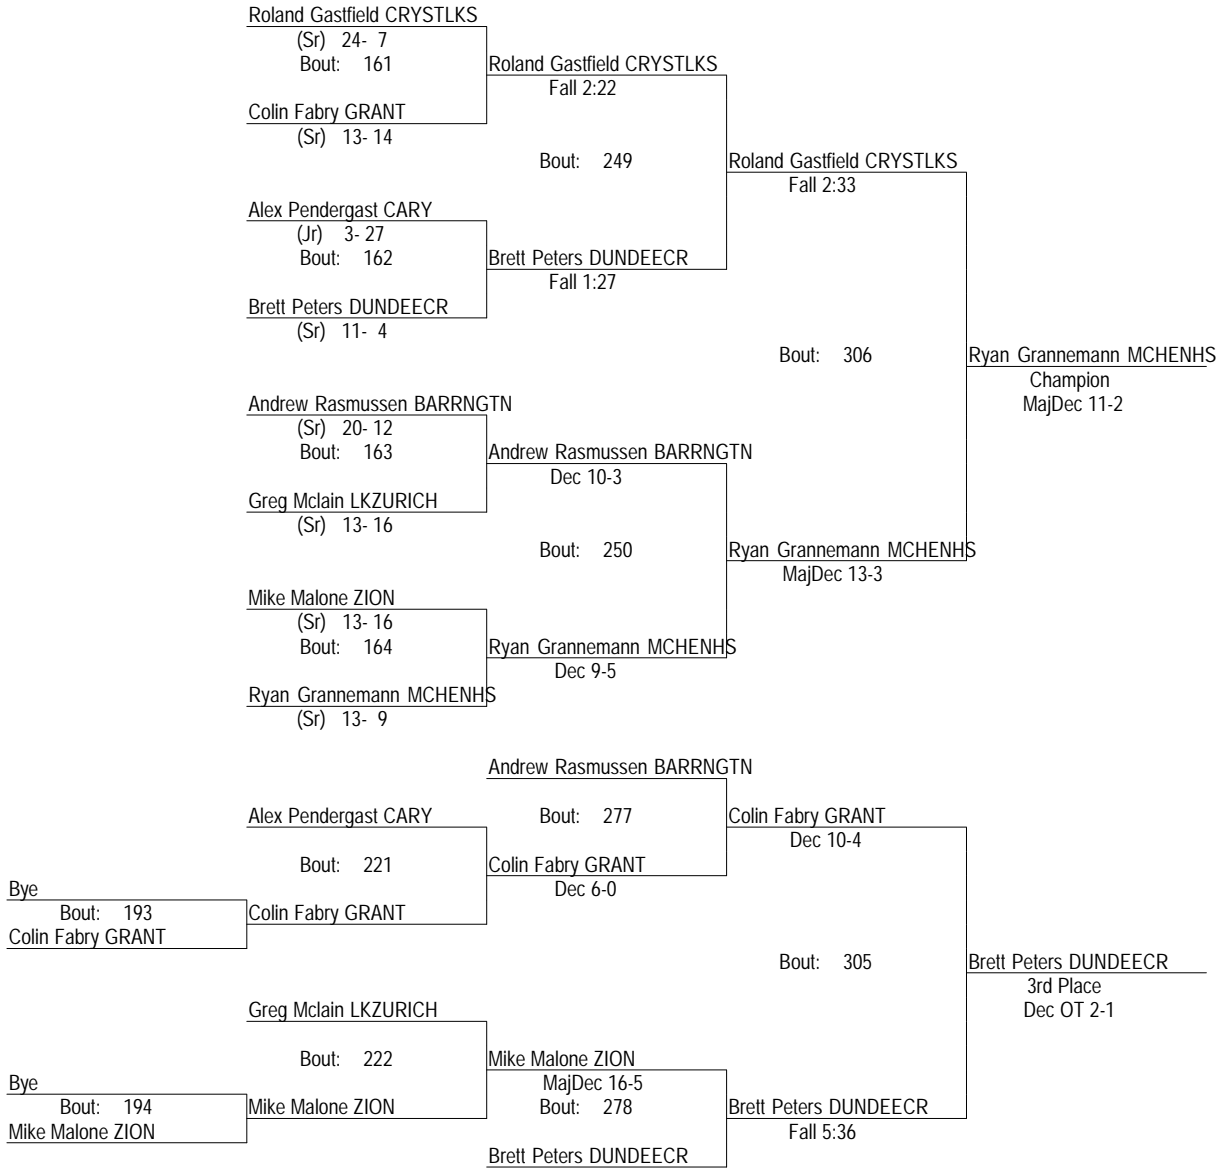 Roland Gastfield CRYSTLKS
(Sr) 24- 7
Bout: 161
Roland Gastfield CRYSTLKS
Fall 2:22
Colin Fabry GRANT
(Sr) 13- 14
Bout: 249
Roland Gastfield CRYSTLKS
Fall 2:33
Alex Pendergast CARY
(Jr) 3- 27
Bout: 162
Brett Peters DUNDEECR
Fall 1:27
Brett Peters DUNDEECR
(Sr) 11- 4
Bout: 306
Ryan Grannemann MCHENHS
Champion
MajDec 11-2
Andrew Rasmussen BARRNGTN
(Sr) 20- 12
Bout: 163
Andrew Rasmussen BARRNGTN
Dec 10-3
Greg Mclain LKZURICH
(Sr) 13- 16
Bout: 250
Ryan Grannemann MCHENHS
MajDec 13-3
Mike Malone ZION
(Sr) 13- 16
Bout: 164
Ryan Grannemann MCHENHS
Dec 9-5
Ryan Grannemann MCHENHS
(Sr) 13- 9
Andrew Rasmussen BARRNGTN
Alex Pendergast CARY
Bout: 277
Colin Fabry GRANT
Dec 10-4
Bout: 221
Colin Fabry GRANT
Dec 6-0
Bye
Bout: 193
Colin Fabry GRANT
Colin Fabry GRANT
Bout: 305
Brett Peters DUNDEECR
3rd Place
Dec OT 2-1
Greg Mclain LKZURICH
Bout: 222
Mike Malone ZION
MajDec 16-5
Bye
Bout: 194
Mike Malone ZION
Mike Malone ZION
Bout: 278
Brett Peters DUNDEECR
Fall 5:36
Brett Peters DUNDEECR